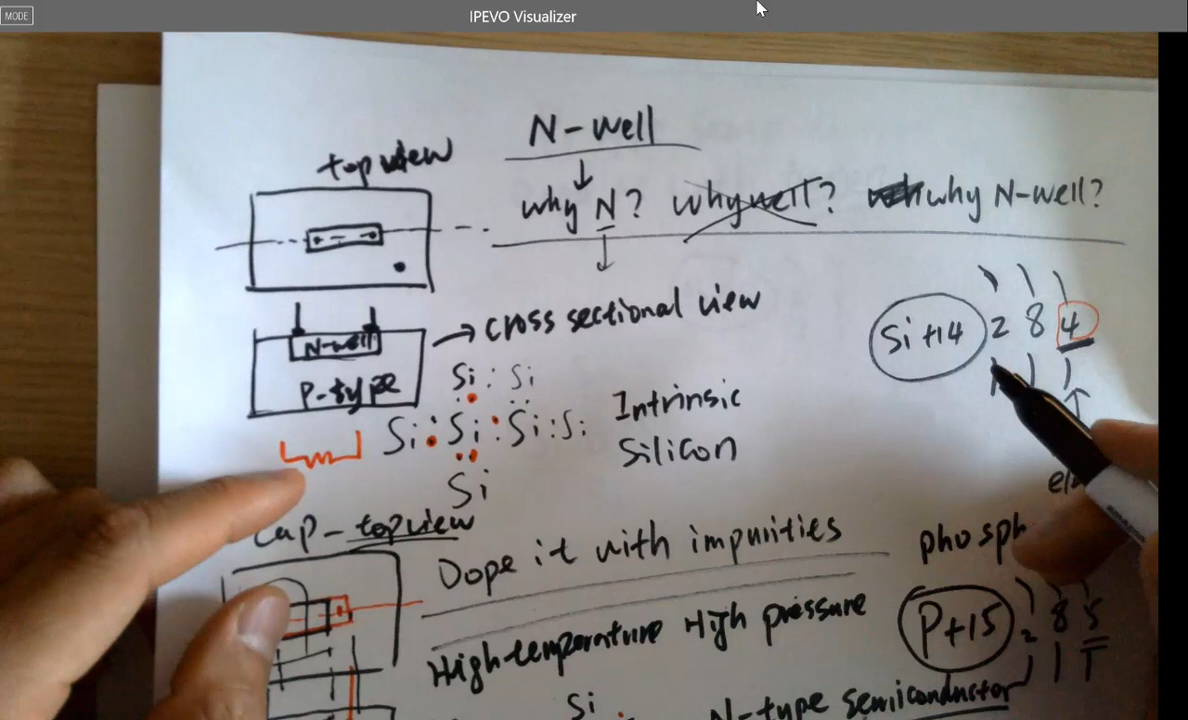 MODE
IPEVO Visualizer
N-well
top view
why N? why well? why N-well?
cross sectional view
Si+14 2 8 4
N-well
P-type
Si : Si
Si : Si : Si : Si
Si
Intrinsic
Silicon
Cap - top view
Dope it with impurities
phosph
High-temperature High pressure
P+15 2 8 5
Si
N-type semiconductor